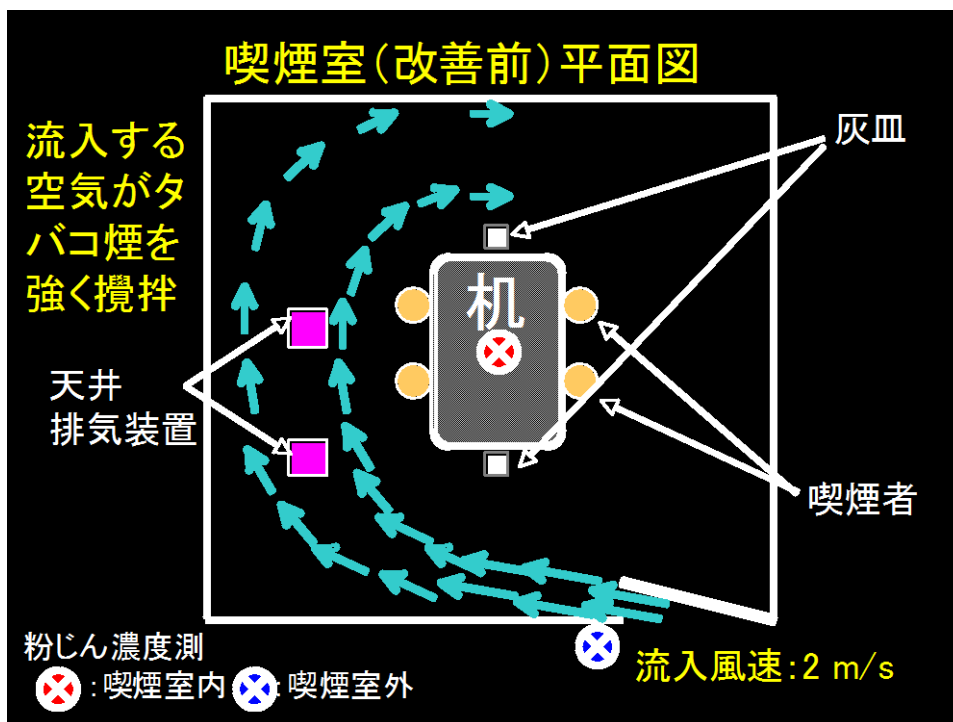 喫煙室(改善前)平面図
流入する
空気がタ
バコ煙を
強く攪拌
灰皿
机
天井
排気装置
喫煙者
粉じん濃度測
:喫煙室内
:喫煙室外
流入風速:2 m/s